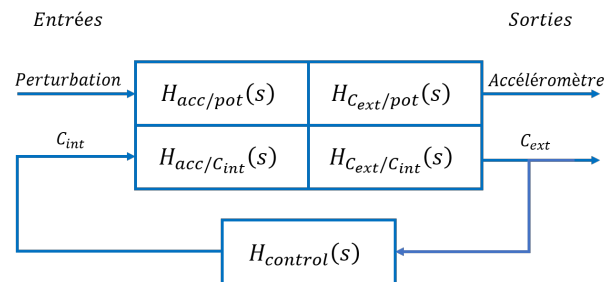 Entrées Sorties
Perturbation H_{acc/pot}(s) H_{C_{ext}/pot}(s) Accéléromètre
C_{int} H_{acc/C_{int}}(s) H_{C_{ext}/C_{int}}(s) C_{ext}
H_{control}(s)